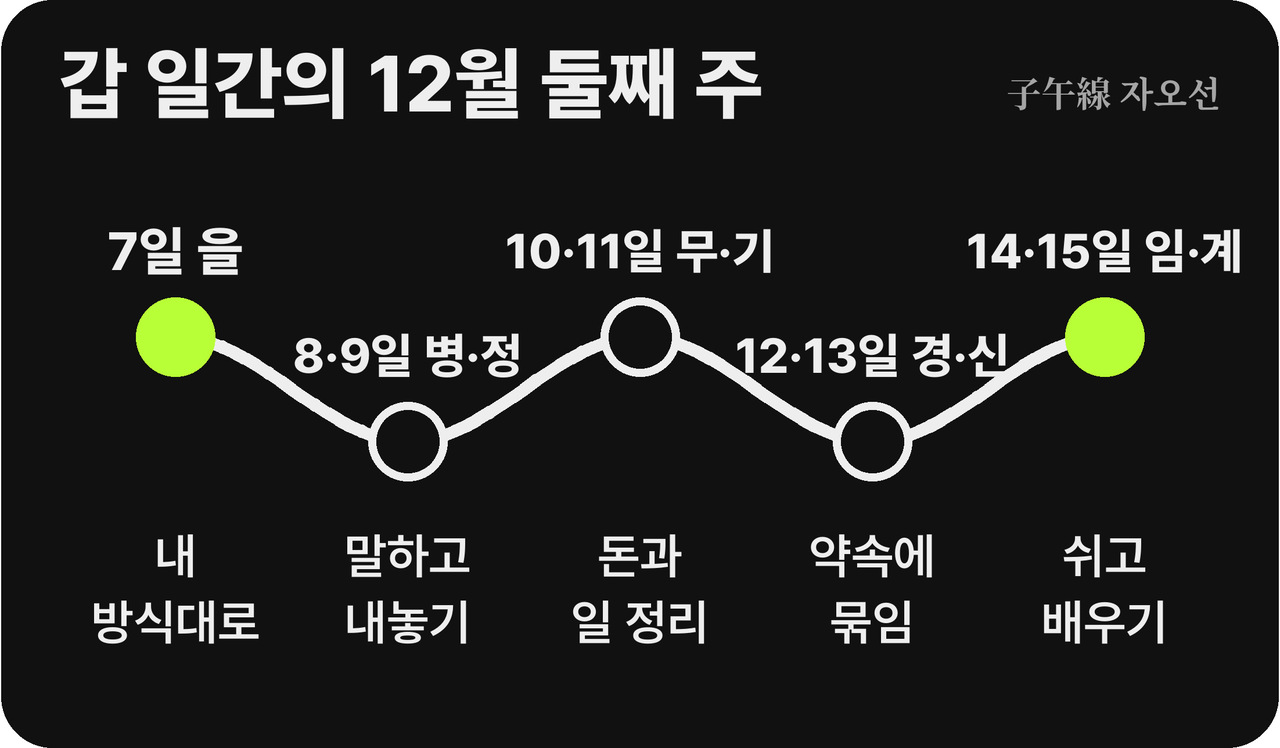 갑 일간의 12월 둘째 주
子午線 자오선
7일 을
8·9일 병·정
10·11일 무·기
12·13일 경·신
14·15일 임·계
내
방식대로
말하고
내놓기
돈과
일 정리
약속에
묶임
쉬고
배우기